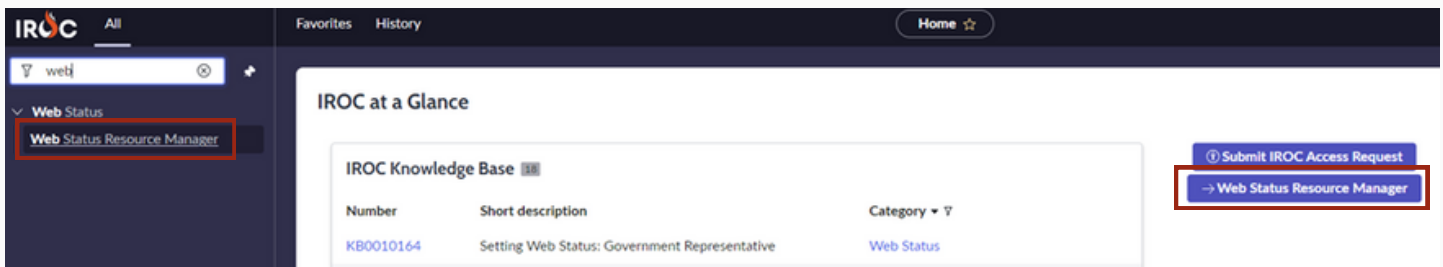 IROC
All
Favorites
History
Home
web
Web Status
Web Status Resource Manager
IROC at a Glance
IROC Knowledge Base 18
Submit IROC Access Request
Web Status Resource Manager
Number Short description Category
KB0010164 Setting Web Status: Government Representative Web Status